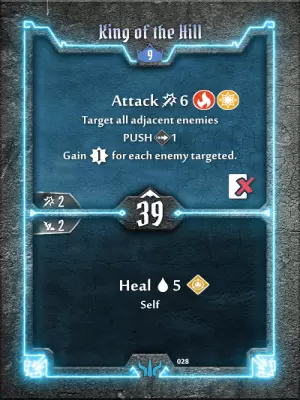 King of the Hill
9
Attack 6
Target all adjacent enemies
PUSH 1
Gain 1 for each enemy targeted.
2
39
2
Heal 5
Self
028